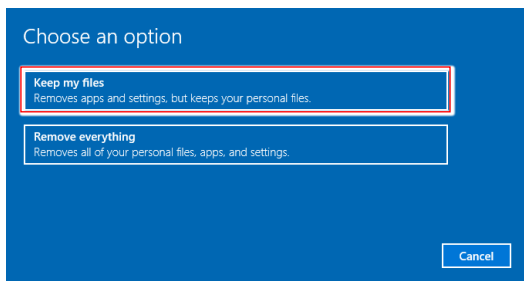 Choose an option
Keep my files
Removes apps and settings, but keeps your personal files.
Remove everything
Removes all of your personal files, apps, and settings.
Cancel